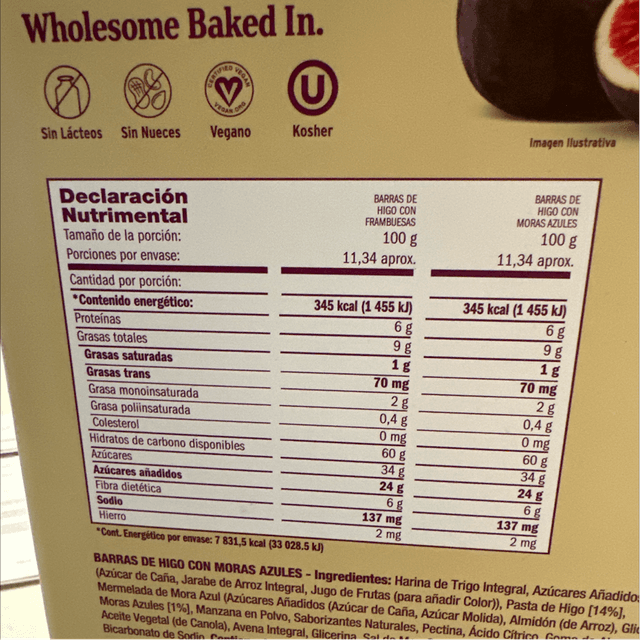 Wholesome Baked In.
CERTIFIED VEGAN
VEGAN.ORG
U
Sin Lácteos Sin Nueces Vegano Kosher
Imagen Ilustrativa
Declaración Nutrimental
BARRAS DE HIGO CON FRAMBUESAS
BARRAS DE HIGO CON MORAS AZULES
Tamaño de la porción: 100 g 100 g
Porciones por envase: 11,34 aprox. 11,34 aprox.
Cantidad por porción:
*Contenido energético: 345 kcal (1 455 kJ) 345 kcal (1 455 kJ)
Proteínas 6 g 6 g
Grasas totales 9 g 9 g
Grasas saturadas 1 g 1 g
Grasas trans 70 mg 70 mg
Grasa monoinsaturada 2 g 2 g
Grasa poliinsaturada 0,4 g 0,4 g
Colesterol 0 mg 0 mg
Hidratos de carbono disponibles 60 g 60 g
Azúcares 34 g 34 g
Azúcares añadidos 24 g 24 g
Fibra dietética 6 g 6 g
Sodio 137 mg 137 mg
Hierro 2 mg 2 mg
*Cont. Energético por envase: 7 831,5 kcal (33 028.5 kJ)
BARRAS DE HIGO CON MORAS AZULES - Ingredientes: Harina de Trigo Integral, Azúcares Añadidos
(Azúcar de Caña, Jarabe de Arroz Integral, Jugo de Frutas (para añadir Color)), Pasta de Higo [14%],
Mermelada de Mora Azul (Azúcares Añadidos (Azúcar de Caña, Azúcar Molida), Almidón (de Arroz), Gli
Moras Azules [1%], Manzana en Polvo, Saborizantes Naturales, Pectina, Ácido Cítrico, Goma de
Aceite Vegetal (de Canola), Avena Integral, Glicerina, Sal de
Bicarbonato de Sodio